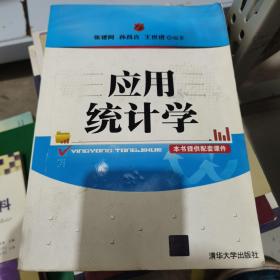 张建同 孙昌言 王世进 编著
应用
统计学
YINGYONG TONGJIXUE
本书提供配套课件
清华大学出版社
料